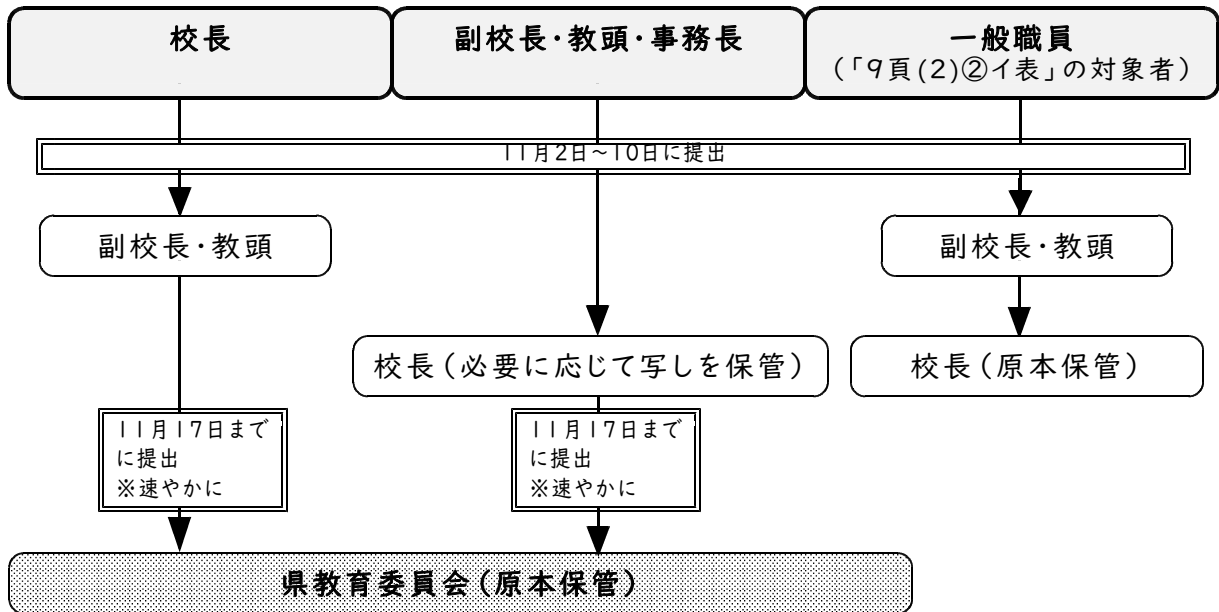 校長
副校長・教頭・事務長
一般職員
(「9頁(2)②イ表」の対象者)
11月2日～10日に提出
副校長・教頭
副校長・教頭
校長(必要に応じて写しを保管)
校長(原本保管)
11月17日まで
に提出
※速やかに
11月17日まで
に提出
※速やかに
県教育委員会(原本保管)